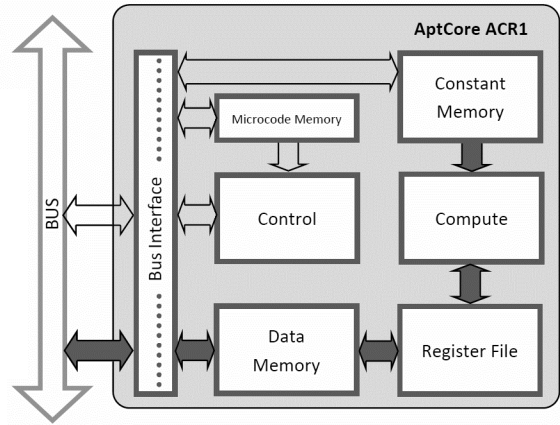 AptCore ACR1
BUS
Bus Interface
Constant
Memory
Microcode Memory
Control
Compute
Data
Memory
Register File